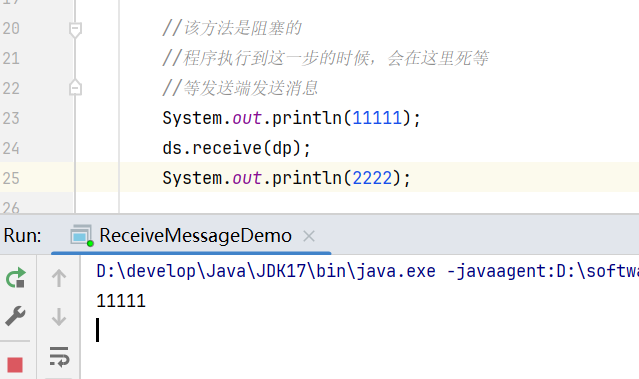 20 //该方法是阻塞的
21 //程序执行到这一步的时候，会在这里死等
22 //等发送端发送消息
23 System.out.println(11111);
24 ds.receive(dp);
25 System.out.println(2222);
26
Run: ReceiveMessageDemo ×
D:\develop\Java\JDK17\bin\java.exe -javaagent:D:\softwa
11111